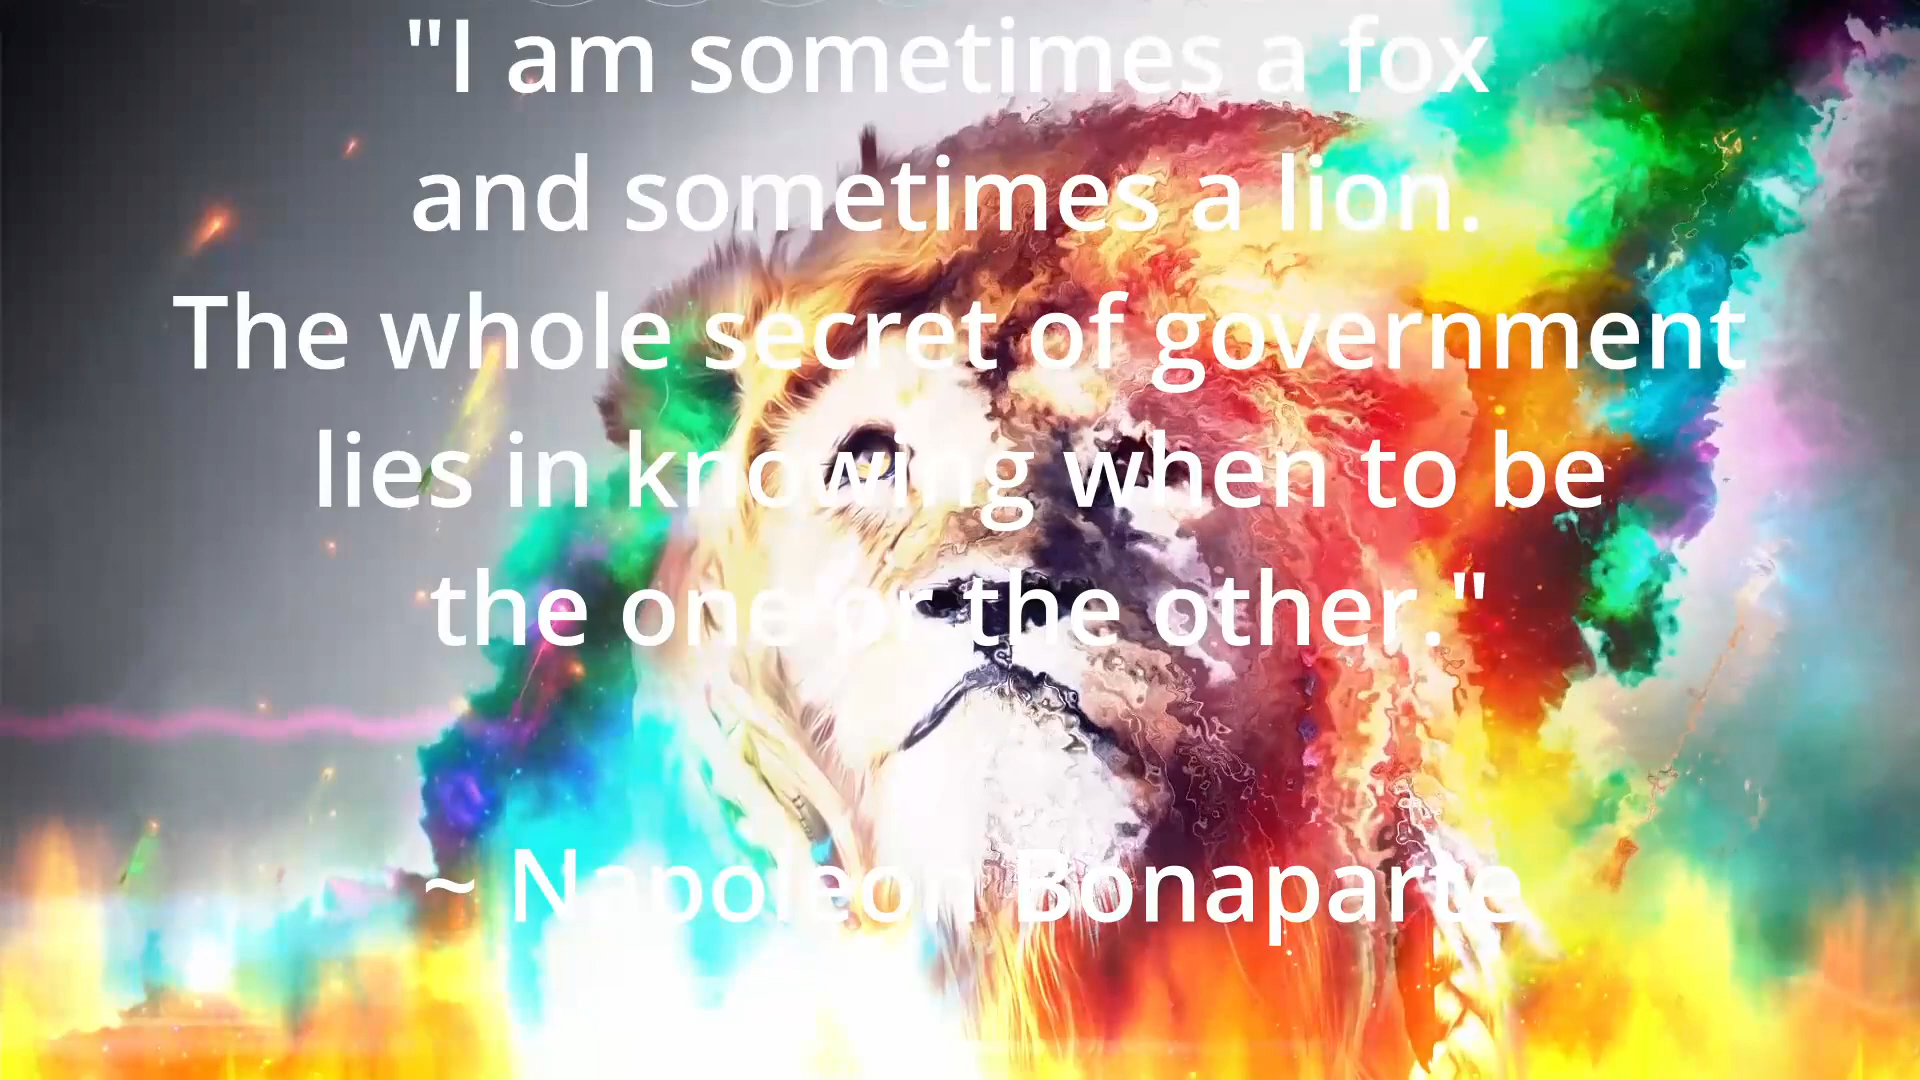 "I am sometimes a fox
and sometimes a lion.
The whole secret of government
lies in knowing when to be
the one or the other."
~ Napoleon Bonaparte